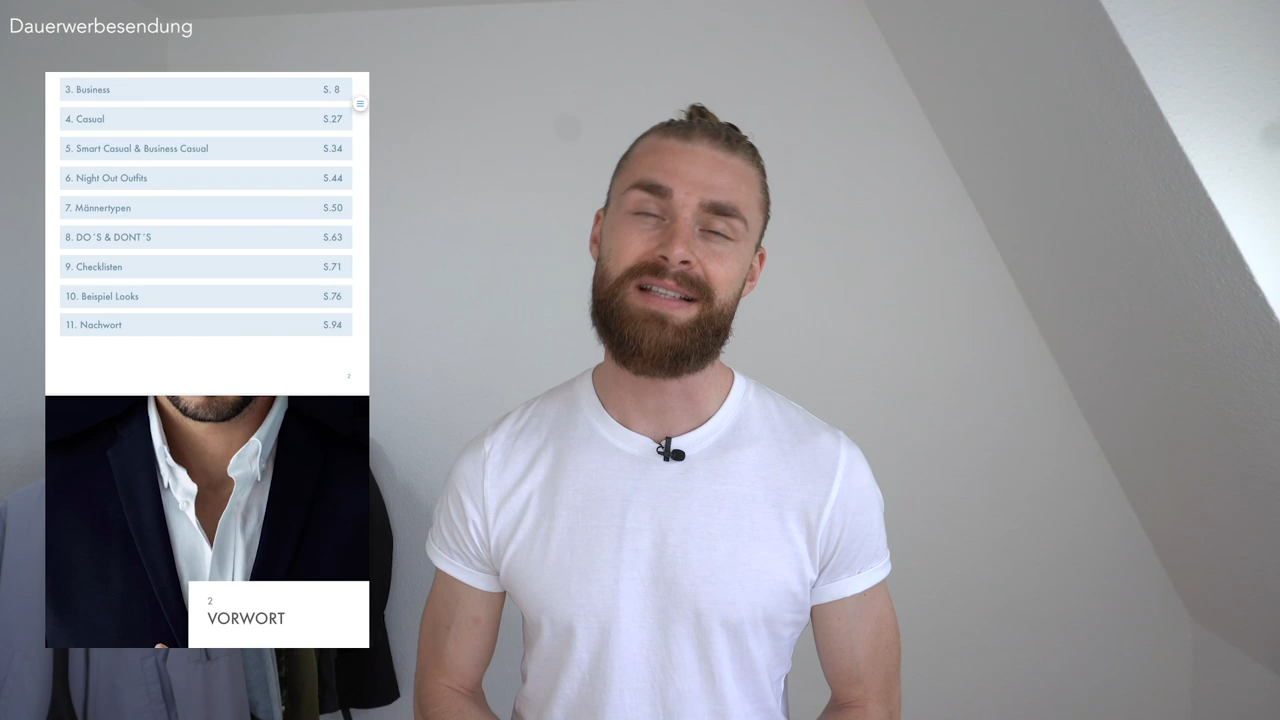 Dauerwerbesendung
3. Business S. 8
4. Casual S.27
5. Smart Casual & Business Casual S.34
6. Night Out Outfits S.44
7. Männertypen S.50
8. DO´S & DONT´S S.63
9. Checklisten S.71
10. Beispiel Looks S.76
11. Nachwort S.94
2
2
VORWORT